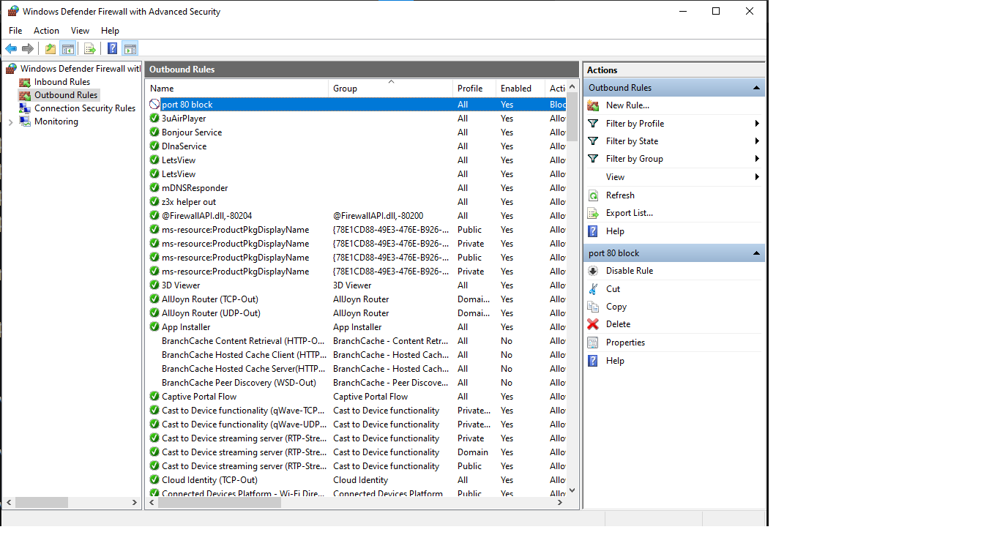 Windows Defender Firewall with Advanced Security
File Action View Help
Windows Defender Firewall with
Inbound Rules
Outbound Rules
Connection Security Rules
Monitoring
Outbound Rules
Name Group Profile Enabled Acti
port 80 block All Yes Bloc
3uAirPlayer All Yes Allo
Bonjour Service All Yes Allo
DlnaService All Yes Allo
LetsView All Yes Allo
LetsView All Yes Allo
mDNSResponder All Yes Allo
z3x helper out All Yes Allo
@FirewallAPI.dll,-80204 @FirewallAPI.dll,-80200 All Yes Allo
ms-resource:ProductPkgDisplayName {78E1CD88-49E3-476E-B926-... Public Yes Allo
ms-resource:ProductPkgDisplayName {78E1CD88-49E3-476E-B926-... Private Yes Allo
ms-resource:ProductPkgDisplayName {78E1CD88-49E3-476E-B926-... Public Yes Allo
ms-resource:ProductPkgDisplayName {78E1CD88-49E3-476E-B926-... Private Yes Allo
3D Viewer 3D Viewer All Yes Allo
AllJoyn Router (TCP-Out) AllJoyn Router Domai... Yes Allo
AllJoyn Router (UDP-Out) AllJoyn Router Domai... Yes Allo
App Installer App Installer All Yes Allo
BranchCache Content Retrieval (HTTP-O... BranchCache - Content Retr... All No Allo
BranchCache Hosted Cache Client (HTTP... BranchCache - Hosted Cach... All No Allo
BranchCache Hosted Cache Server(HTTP... BranchCache - Hosted Cach... All No Allo
BranchCache Peer Discovery (WSD-Out) BranchCache - Peer Discove... All No Allo
Captive Portal Flow Captive Portal Flow All Yes Allo
Cast to Device functionality (qWave-TCP... Cast to Device functionality Private... Yes Allo
Cast to Device functionality (qWave-UDP... Cast to Device functionality Private... Yes Allo
Cast to Device streaming server (RTP-Stre... Cast to Device functionality Private Yes Allo
Cast to Device streaming server (RTP-Stre... Cast to Device functionality Domain Yes Allo
Cast to Device streaming server (RTP-Stre... Cast to Device functionality Public Yes Allo
Cloud Identity (TCP-Out) Cloud Identity All Yes Allo
Connected Devices Platform - Wi-Fi Dire... Connected Devices Platform Public Yes Allo
Actions
Outbound Rules
New Rule...
Filter by Profile
Filter by State
Filter by Group
View
Refresh
Export List...
Help
port 80 block
Disable Rule
Cut
Copy
Delete
Properties
Help